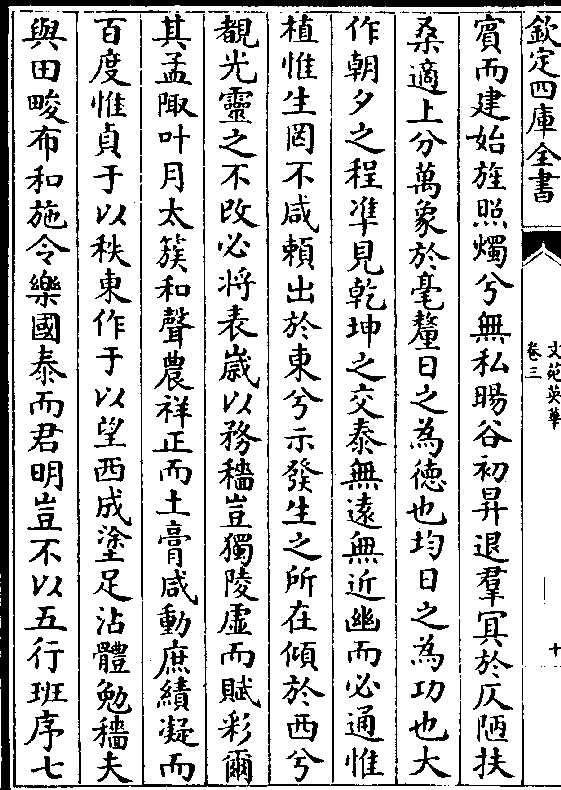 欽定四庫全書
文苑英華
卷三
十
賔而建始旌照燭兮無私暘谷初昇退羣冥於仄陋扶
桑適上分萬象於毫釐日之為徳也均日之為功也大
作朝夕之程凖見乾坤之交泰無遠無近幽而必通惟
植惟生罔不咸頼出於東兮示發生之所在傾於西兮
覩光靈之不改必将表嵗以務穡豈獨陵虚而賦彩爾
其孟陬叶月太簇和聲農祥正而土膏咸動庶績凝而
百度惟貞于以秩東作于以望西成塗足沾體勉穡夫
與田畯布和施令樂國泰而君明豈不以五行班序七